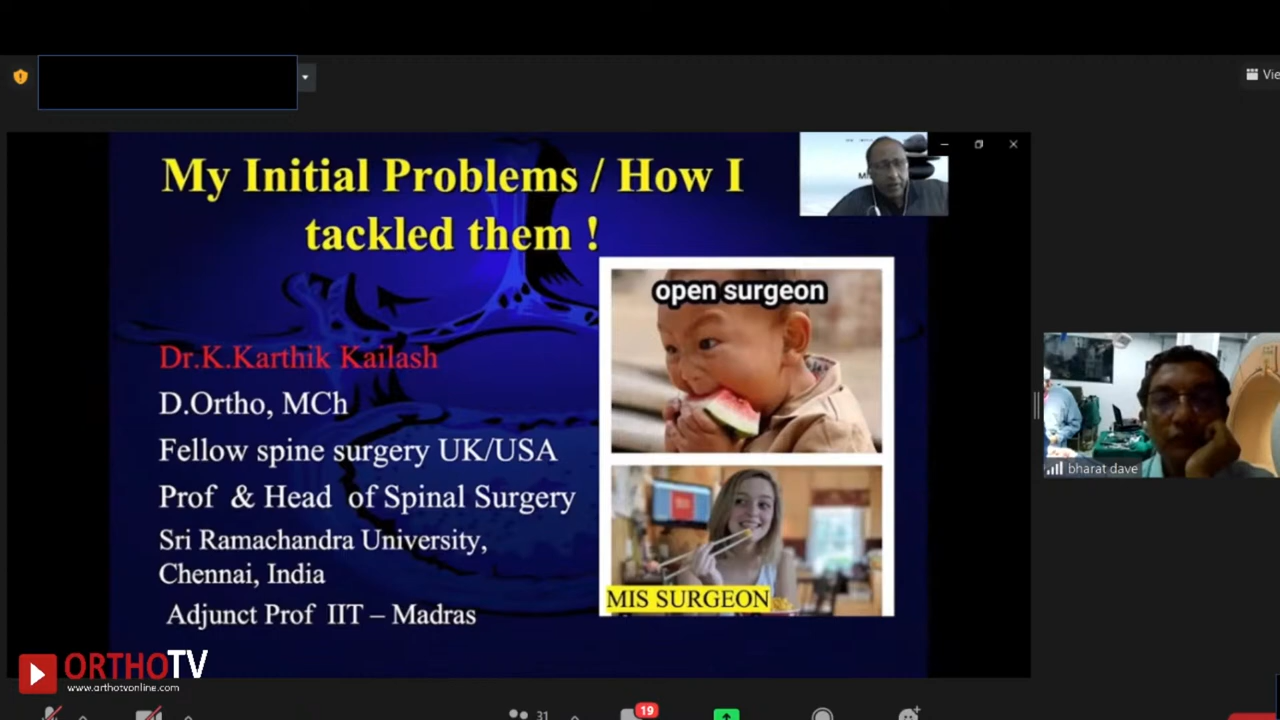 Vie
My Initial Problems / How I
tackled them !
open surgeon
Dr.K.Karthik Kailash
D.Ortho, MCh
Fellow spine surgery UK/USA
Prof & Head of Spinal Surgery
Sri Ramachandra University,
Chennai, India
Adjunct Prof IIT – Madras
MIS SURGEON
bharat dave
ORTHOTV
www.orthotvonline.com
31
19